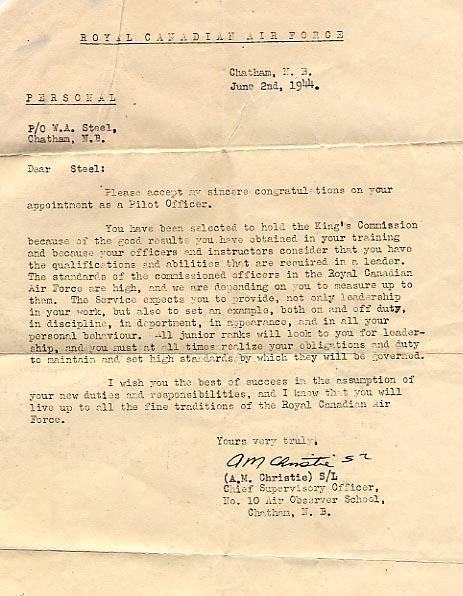 ROYAL CANADIAN AIR FORCE
Chatham, N. B.
June 2nd, 1944.
PERSONAL
P/O W.A. Steel,
Chatham, N.B.
Dear Steel:
Please accept my sincere congratulations on your
appointment as a Pilot Officer.
You have been selected to hold the King's Commission
because of the good results you have obtained in your training
and because your officers and instructors consider that you have
the qualifications and abilities that are required in a leader.
The standards of the commissioned officers in the Royal Canadian
Air Force are high, and we are depending on you to measure up to
them. The Service expects you to provide, not only leadership
in your work, but also to set an example, both on and off duty,
in discipline, in deportment, in appearance, and in all your
personal behaviour. All junior ranks will look to you for leader-
ship, and you must at all times realize your obligations and duty
to maintain and set high standards by which they will be governed.
I wish you the best of success in the assumption of
your new duties and responsibilities, and I know that you will
live up to all the fine traditions of the Royal Canadian Air
Force.
Yours very truly,
AM Christie S/L
(A.M. Christie) S/L
Chief Supervisory Officer,
No. 10 Air Observer School,
Chatham, N. B.